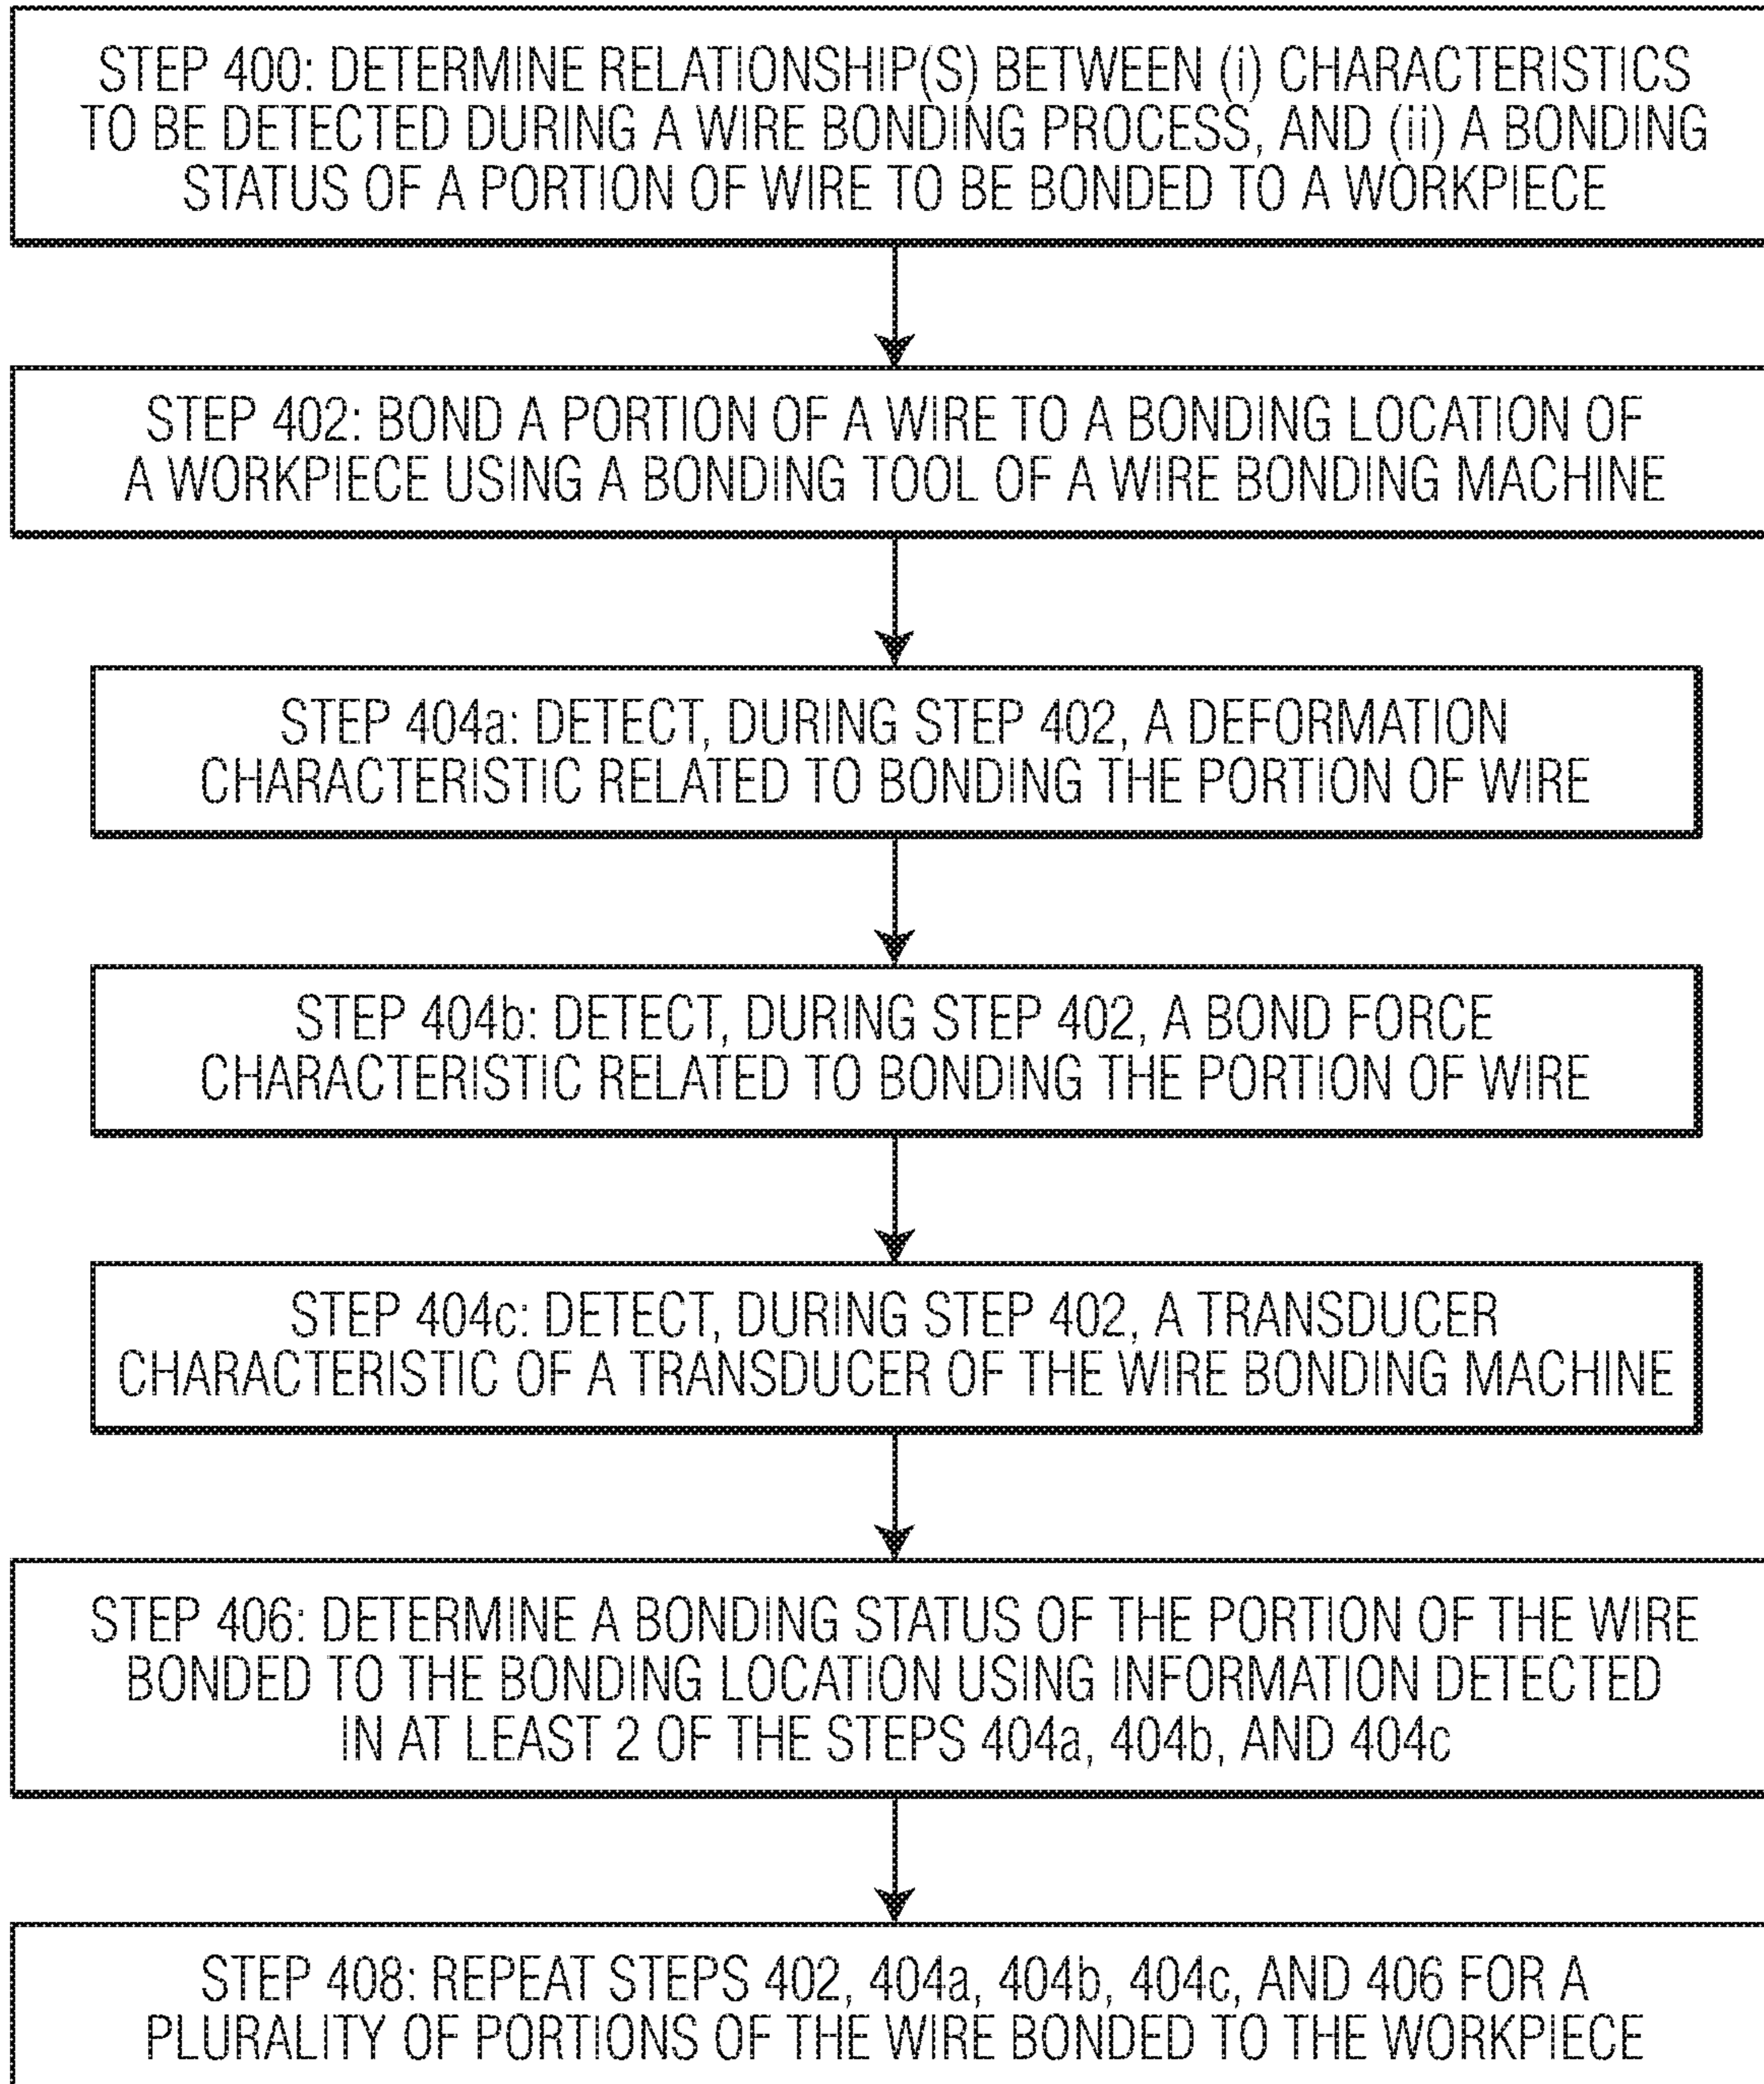 STEP 400: DETERMINE RELATIONSHIP(S) BETWEEN (i) CHARACTERISTICS
TO BE DETECTED DURING A WIRE BONDING PROCESS, AND (ii) A BONDING
STATUS OF A PORTION OF WIRE TO BE BONDED TO A WORKPIECE
STEP 402: BOND A PORTION OF A WIRE TO A BONDING LOCATION OF
A WORKPIECE USING A BONDING TOOL OF A WIRE BONDING MACHINE
STEP 404a: DETECT, DURING STEP 402, A DEFORMATION
CHARACTERISTIC RELATED TO BONDING THE PORTION OF WIRE
STEP 404b: DETECT, DURING STEP 402, A BOND FORCE
CHARACTERISTIC RELATED TO BONDING THE PORTION OF WIRE
STEP 404c: DETECT, DURING STEP 402, A TRANSDUCER
CHARACTERISTIC OF A TRANSDUCER OF THE WIRE BONDING MACHINE
STEP 406: DETERMINE A BONDING STATUS OF THE PORTION OF THE WIRE
BONDED TO THE BONDING LOCATION USING INFORMATION DETECTED
IN AT LEAST 2 OF THE STEPS 404a, 404b, AND 404c
STEP 408: REPEAT STEPS 402, 404a, 404b, 404c, AND 406 FOR A
PLURALITY OF PORTIONS OF THE WIRE BONDED TO THE WORKPIECE